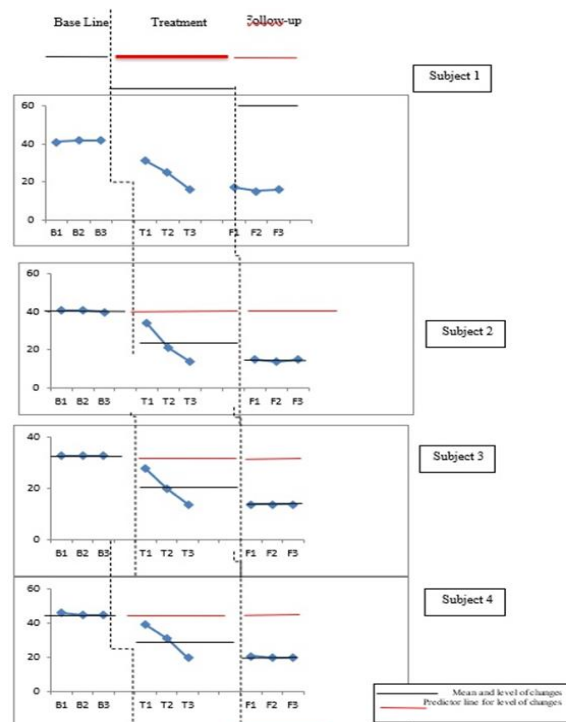 Base Line Treatment Follow-up
Subject 1
60
40
20
0
B1 B2 B3 T1 T2 T3 F1 F2 F3
60
Subject 2
40
20
0
B1 B2 B3 T1 T2 T3 F1 F2 F3
40
Subject 3
20
0
B1 B2 B3 T1 T2 T3 F1 F2 F3
60
Subject 4
40
20
0
B1 B2 B3 T1 T2 T3 F1 F2 F3
Mean and level of changes
Predictor line for level of changes